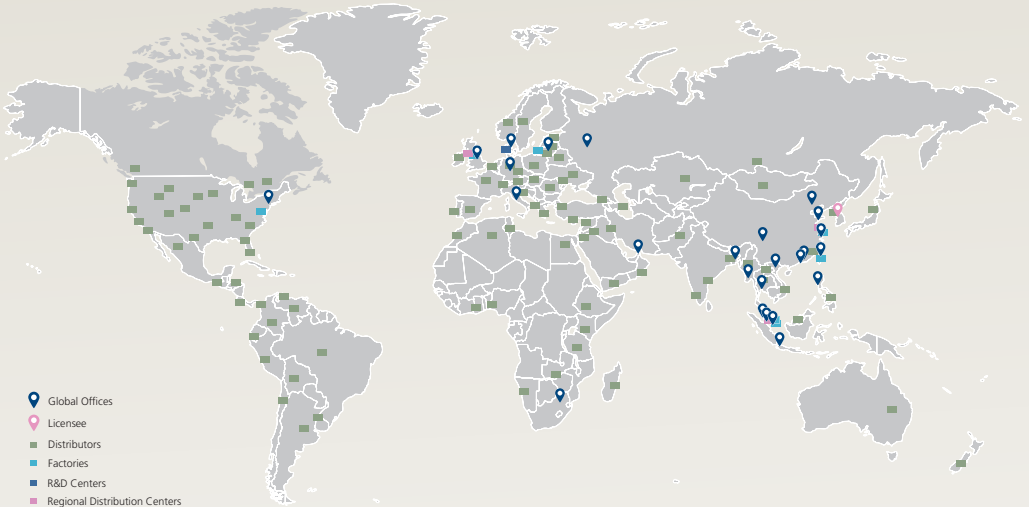 Global Offices
Licensee
Distributors
Factories
R&D Centers
Regional Distribution Centers